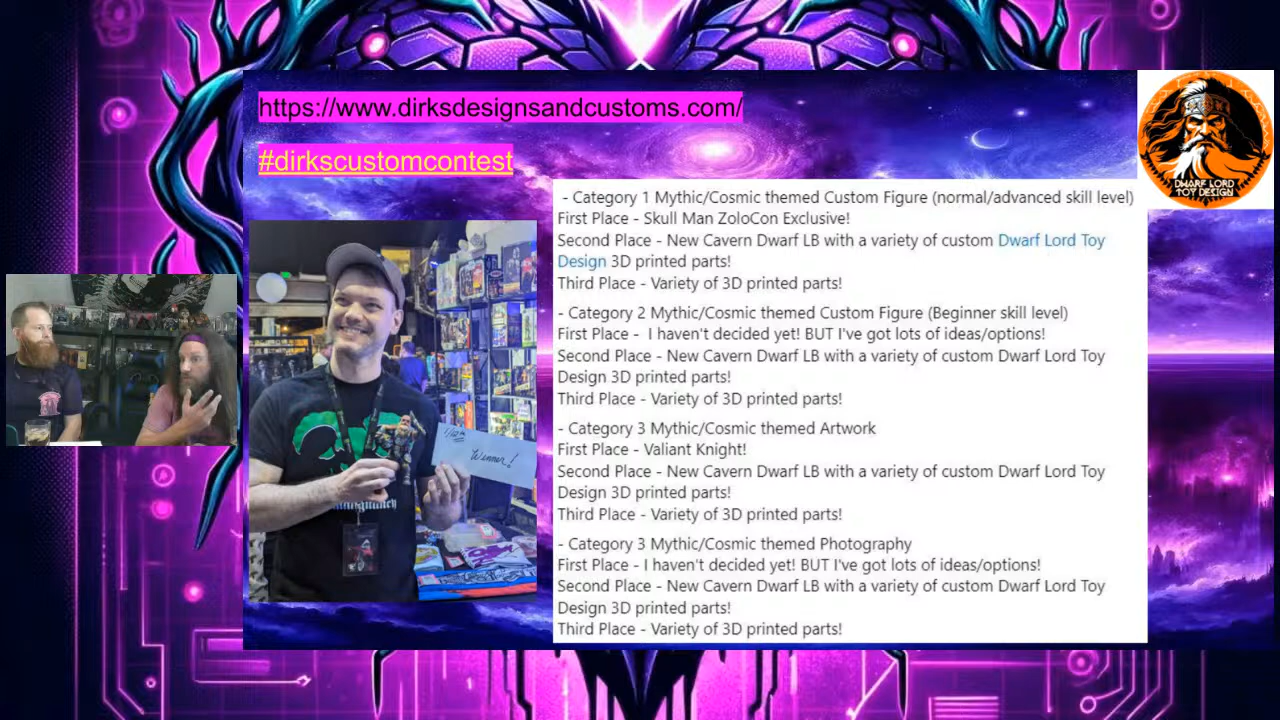 https://www.dirksdesignsandcustoms.com/
#dirkscustomcontest
- Category 1 Mythic/Cosmic themed Custom Figure (normal/advanced skill level)
First Place - Skull Man ZoloCon Exclusive!
Second Place - New Cavern Dwarf LB with a variety of custom Dwarf Lord Toy
Design 3D printed parts!
Third Place - Variety of 3D printed parts!
- Category 2 Mythic/Cosmic themed Custom Figure (Beginner skill level)
First Place - I haven't decided yet! BUT I've got lots of ideas/options!
Second Place - New Cavern Dwarf LB with a variety of custom Dwarf Lord Toy
Design 3D printed parts!
Third Place - Variety of 3D printed parts!
- Category 3 Mythic/Cosmic themed Artwork
First Place - Valiant Knight!
Second Place - New Cavern Dwarf LB with a variety of custom Dwarf Lord Toy
Design 3D printed parts!
Third Place - Variety of 3D printed parts!
- Category 3 Mythic/Cosmic themed Photography
First Place - I haven't decided yet! BUT I've got lots of ideas/options!
Second Place - New Cavern Dwarf LB with a variety of custom Dwarf Lord Toy
Design 3D printed parts!
Third Place - Variety of 3D printed parts!
DWARF LORD
TOY DESIGN
Winner!